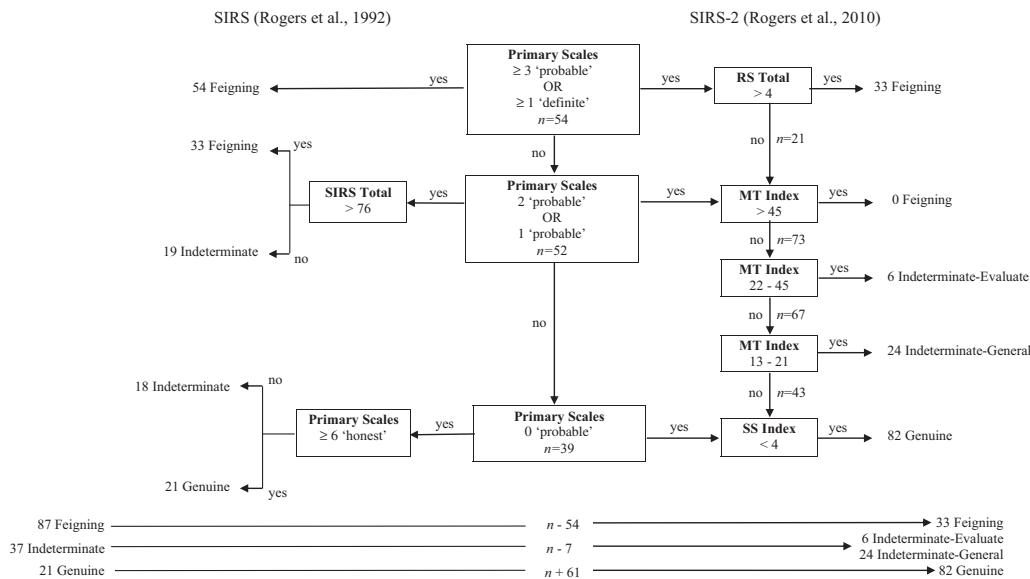 SIRS (Rogers et al., 1992)
SIRS-2 (Rogers et al., 2010)
Primary Scales
≥ 3 ‘probable’
OR
≥ 1 ‘definite’
n=54
yes
54 Feigning
yes
RS Total
> 4
yes
33 Feigning
no
no
n=21
33 Feigning
yes
SIRS Total
> 76
yes
19 Indeterminate
no
Primary Scales
2 ‘probable’
OR
1 ‘probable’
n=52
yes
MT Index
> 45
yes
0 Feigning
no
n=73
MT Index
22 - 45
yes
6 Indeterminate-Evaluate
no
no
n=67
MT Index
13 - 21
yes
24 Indeterminate-General
no
n=43
18 Indeterminate
no
Primary Scales
≥ 6 ‘honest’
yes
21 Genuine
yes
Primary Scales
0 ‘probable’
n=39
yes
SS Index
< 4
yes
82 Genuine
87 Feigning
n - 54
33 Feigning
37 Indeterminate
n - 7
6 Indeterminate-Evaluate
24 Indeterminate-General
21 Genuine
n + 61
82 Genuine